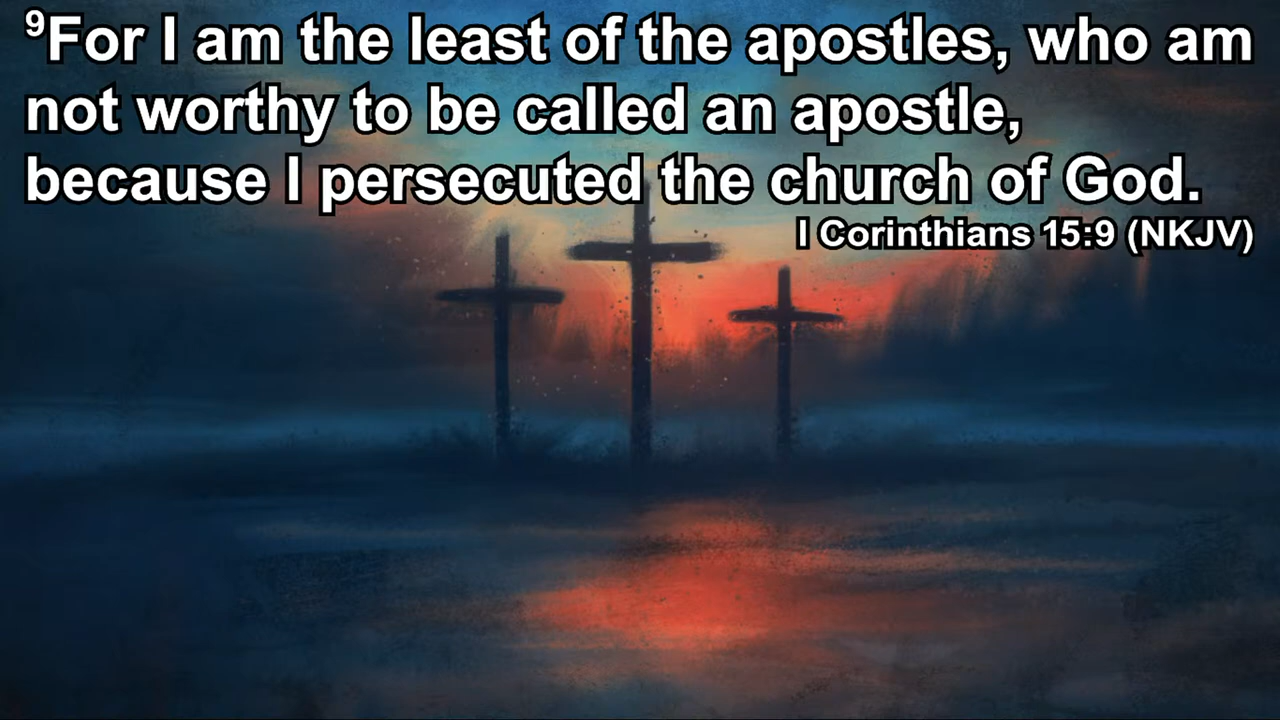 ⁹For I am the least of the apostles, who am
not worthy to be called an apostle,
because I persecuted the church of God.
I Corinthians 15:9 (NKJV)